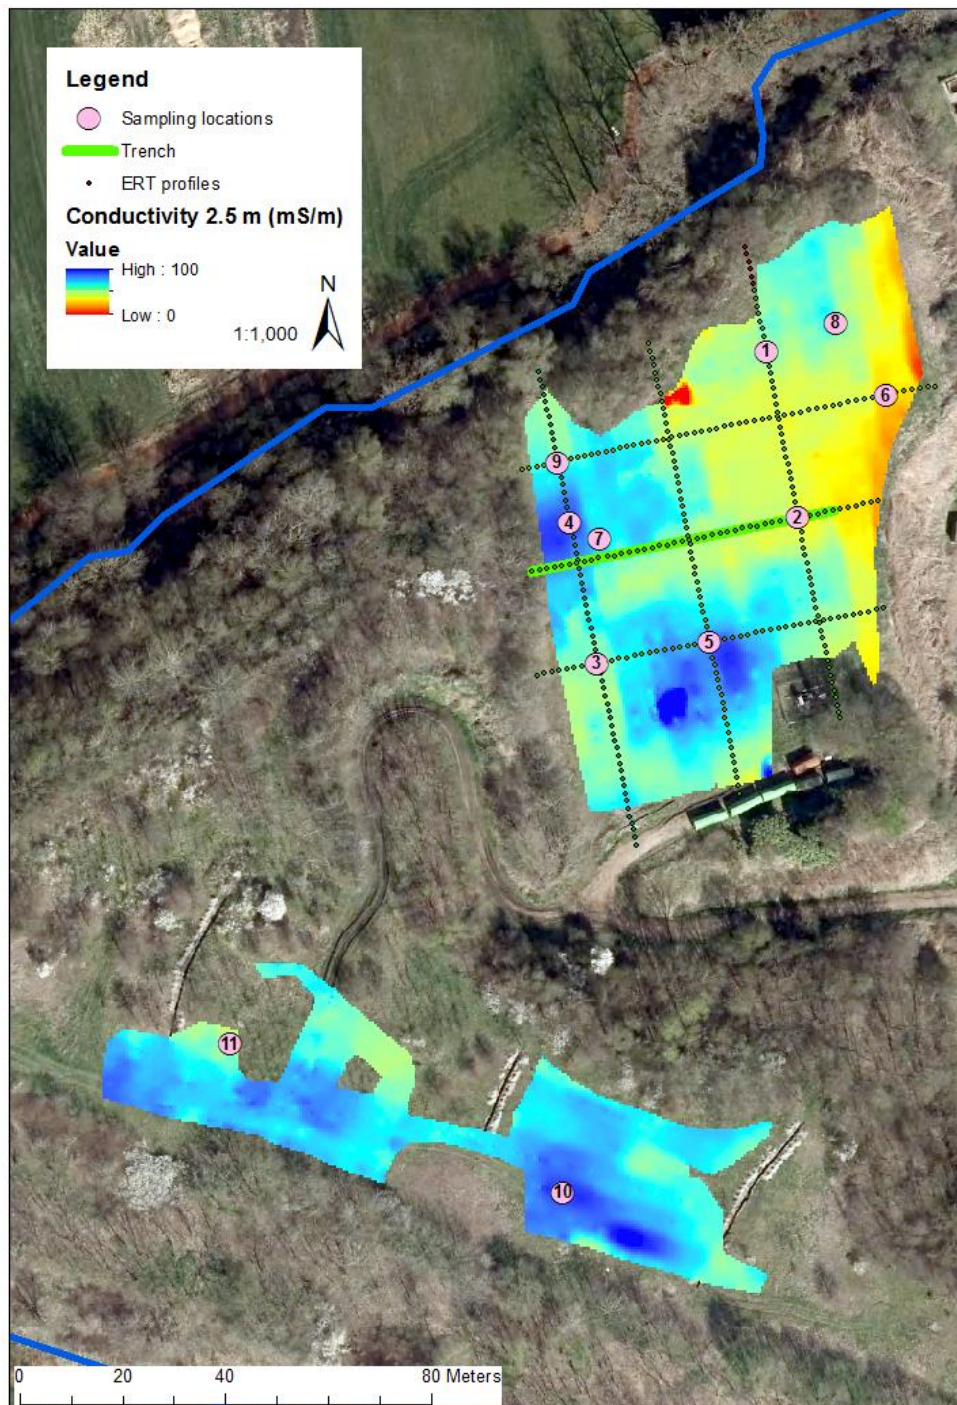 Legend
Sampling locations
Trench
ERT profiles
Conductivity 2.5 m (mS/m)
Value
High : 100
Low : 0
N
1:1,000
8
1
6
9
2
4
7
5
3
11
10
0 20 40 80 Meters